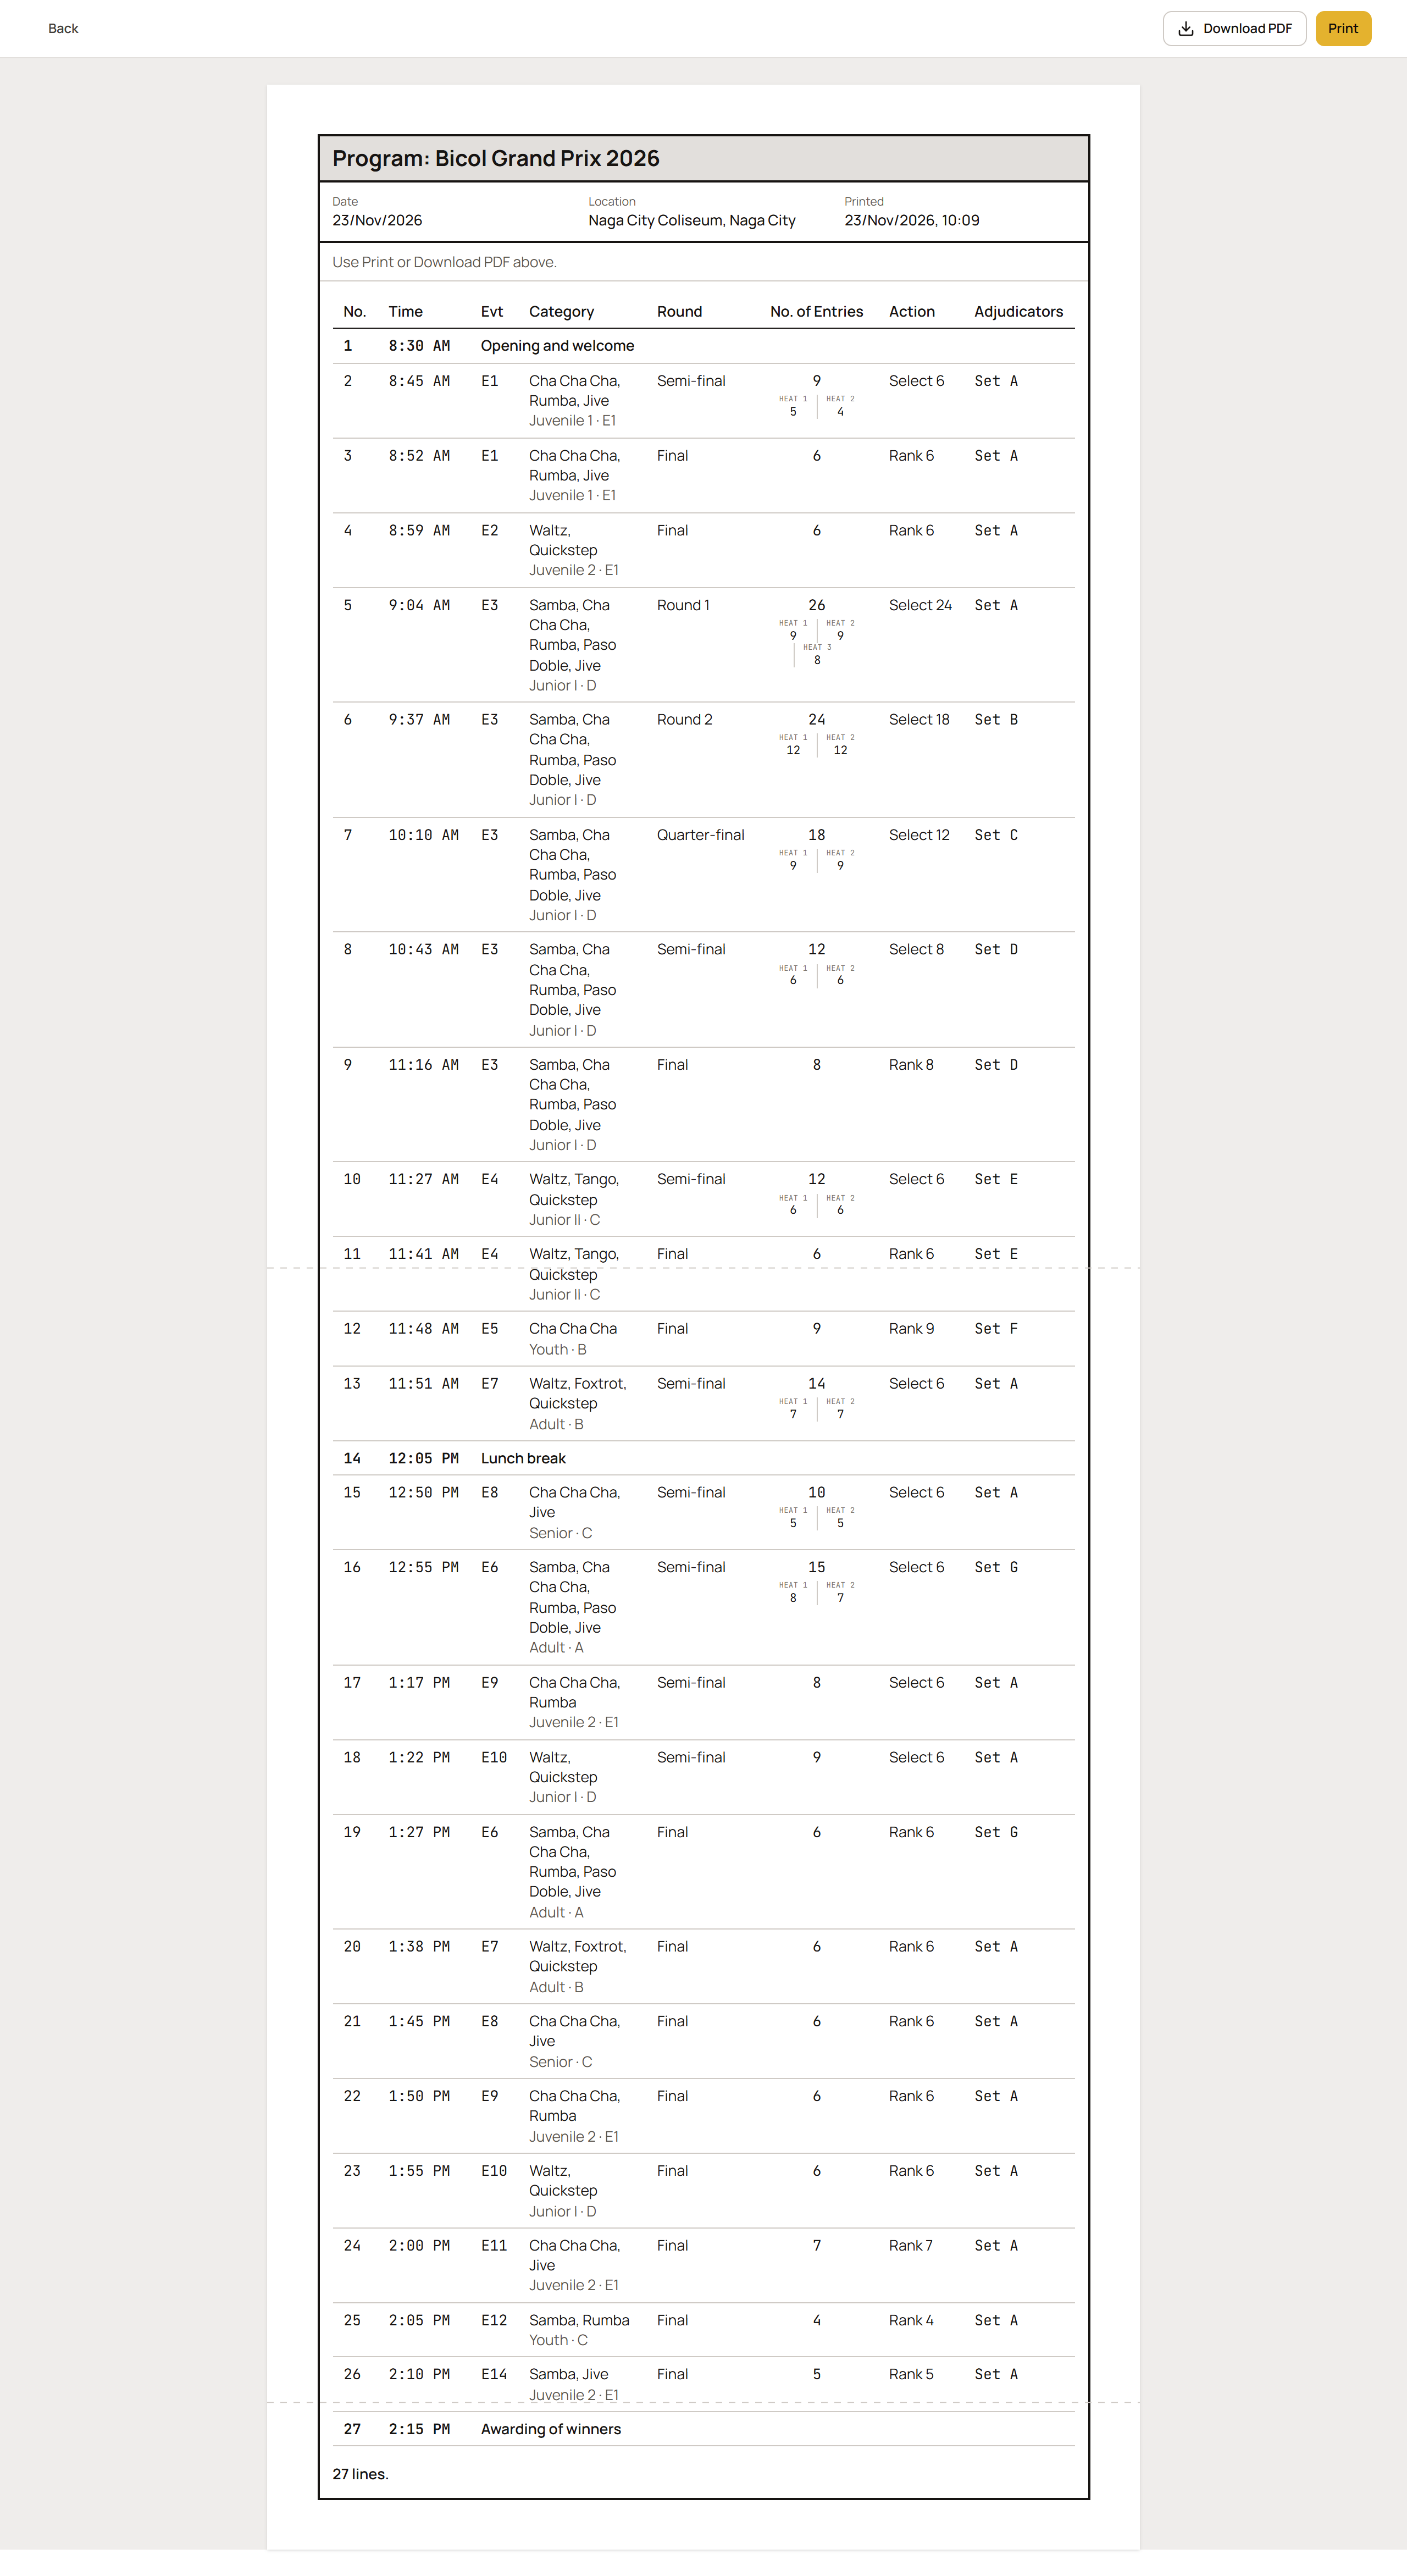 Back
Download PDF
Print
Program: Bicol Grand Prix 2026
Date
23/Nov/2026
Location
Naga City Coliseum, Naga City
Printed
23/Nov/2026, 10:09
Use Print or Download PDF above.
No. Time Evt Category Round No. of Entries Action Adjudicators
1 8:30 AM Opening and welcome
2 8:45 AM E1 Cha Cha Cha, Semi-final 9 Select 6 Set A
Rumba, Jive HEAT 1 5 HEAT 2 4
Juvenile 1 · E1
3 8:52 AM E1 Cha Cha Cha, Final 6 Rank 6 Set A
Rumba, Jive
Juvenile 1 · E1
4 8:59 AM E2 Waltz, Final 6 Rank 6 Set A
Quickstep
Juvenile 2 · E1
5 9:04 AM E3 Samba, Cha Round 1 26 Select 24 Set A
Cha Cha, HEAT 1 9 HEAT 2 9
Rumba, Paso HEAT 3 8
Doble, Jive
Junior I · D
6 9:37 AM E3 Samba, Cha Round 2 24 Select 18 Set B
Cha Cha, HEAT 1 12 HEAT 2 12
Rumba, Paso
Doble, Jive
Junior I · D
7 10:10 AM E3 Samba, Cha Quarter-final 18 Select 12 Set C
Cha Cha, HEAT 1 9 HEAT 2 9
Rumba, Paso
Doble, Jive
Junior I · D
8 10:43 AM E3 Samba, Cha Semi-final 12 Select 8 Set D
Cha Cha, HEAT 1 6 HEAT 2 6
Rumba, Paso
Doble, Jive
Junior I · D
9 11:16 AM E3 Samba, Cha Final 8 Rank 8 Set D
Cha Cha,
Rumba, Paso
Doble, Jive
Junior I · D
10 11:27 AM E4 Waltz, Tango, Semi-final 12 Select 6 Set E
Quickstep HEAT 1 6 HEAT 2 6
Junior II · C
11 11:41 AM E4 Waltz, Tango, Final 6 Rank 6 Set E
Quickstep
Junior II · C
12 11:48 AM E5 Cha Cha Cha Final 9 Rank 9 Set F
Youth · B
13 11:51 AM E7 Waltz, Foxtrot, Semi-final 14 Select 6 Set A
Quickstep HEAT 1 7 HEAT 2 7
Adult · B
14 12:05 PM Lunch break
15 12:50 PM E8 Cha Cha Cha, Semi-final 10 Select 6 Set A
Jive HEAT 1 5 HEAT 2 5
Senior · C
16 12:55 PM E6 Samba, Cha Semi-final 15 Select 6 Set G
Cha Cha, HEAT 1 8 HEAT 2 7
Rumba, Paso
Doble, Jive
Adult · A
17 1:17 PM E9 Cha Cha Cha, Semi-final 8 Select 6 Set A
Rumba
Juvenile 2 · E1
18 1:22 PM E10 Waltz, Semi-final 9 Select 6 Set A
Quickstep
Junior I · D
19 1:27 PM E6 Samba, Cha Final 6 Rank 6 Set G
Cha Cha,
Rumba, Paso
Doble, Jive
Adult · A
20 1:38 PM E7 Waltz, Foxtrot, Final 6 Rank 6 Set A
Quickstep
Adult · B
21 1:45 PM E8 Cha Cha Cha, Final 6 Rank 6 Set A
Jive
Senior · C
22 1:50 PM E9 Cha Cha Cha, Final 6 Rank 6 Set A
Rumba
Juvenile 2 · E1
23 1:55 PM E10 Waltz, Final 6 Rank 6 Set A
Quickstep
Junior I · D
24 2:00 PM E11 Cha Cha Cha, Final 7 Rank 7 Set A
Jive
Juvenile 2 · E1
25 2:05 PM E12 Samba, Rumba Final 4 Rank 4 Set A
Youth · C
26 2:10 PM E14 Samba, Jive Final 5 Rank 5 Set A
Juvenile 2 · E1
27 2:15 PM Awarding of winners
27 lines.